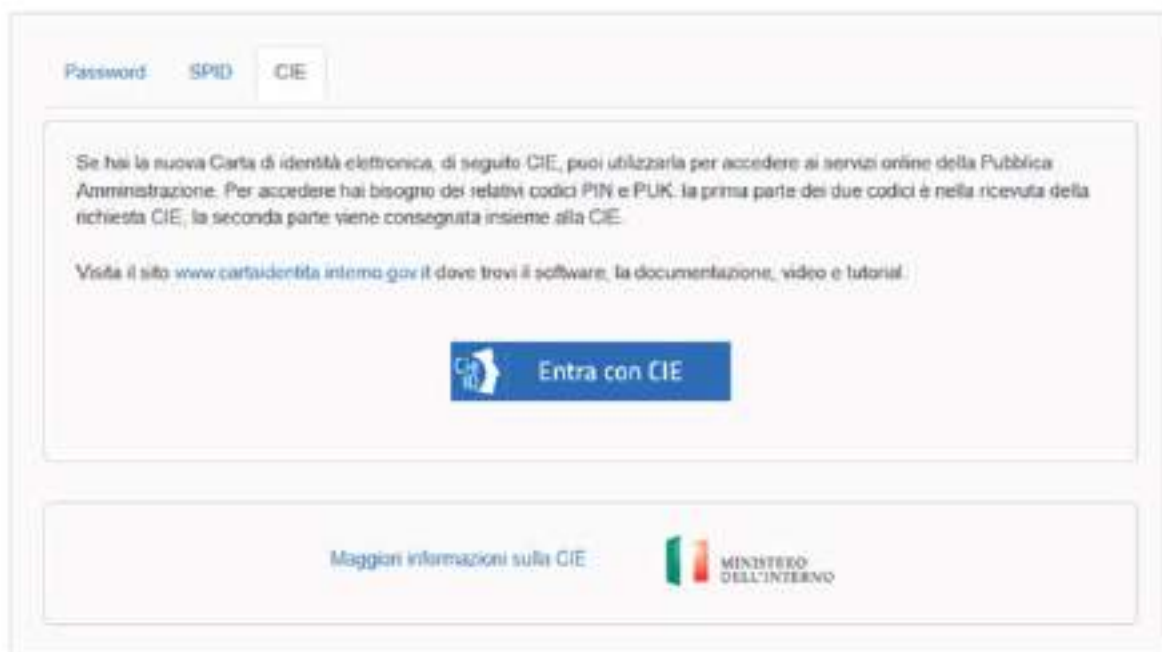 Password SPID CIE
Se hai la nuova Carta di identità elettronica, di seguito CIE, puoi utilizzarla per accedere ai servizi online della Pubblica
Amministrazione. Per accedere hai bisogno dei relativi codici PIN e PUK. la prima parte dei due codici è nella ricevuta della
richiesta CIE, la seconda parte viene consegnata insieme alla CIE.
Visita il sito www.cartaidentita.interno.gov.it dove trovi il software, la documentazione, video e tutorial.
Entra con CIE
Maggiori informazioni sulla CIE
MINISTERO
DELL'INTERNO